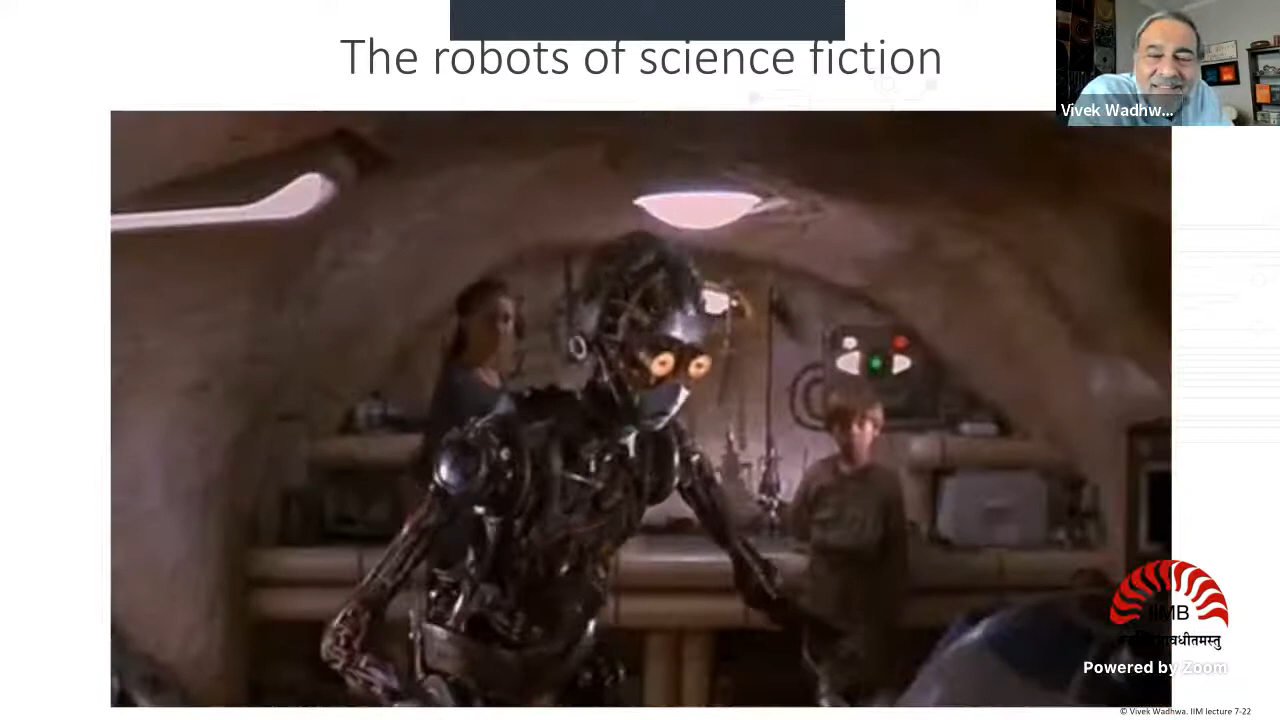 The robots of science fiction
Vivek Wadhw...
IIMB
Powered by Zoom
© Vivek Wadhwa. IIM lecture 7-22